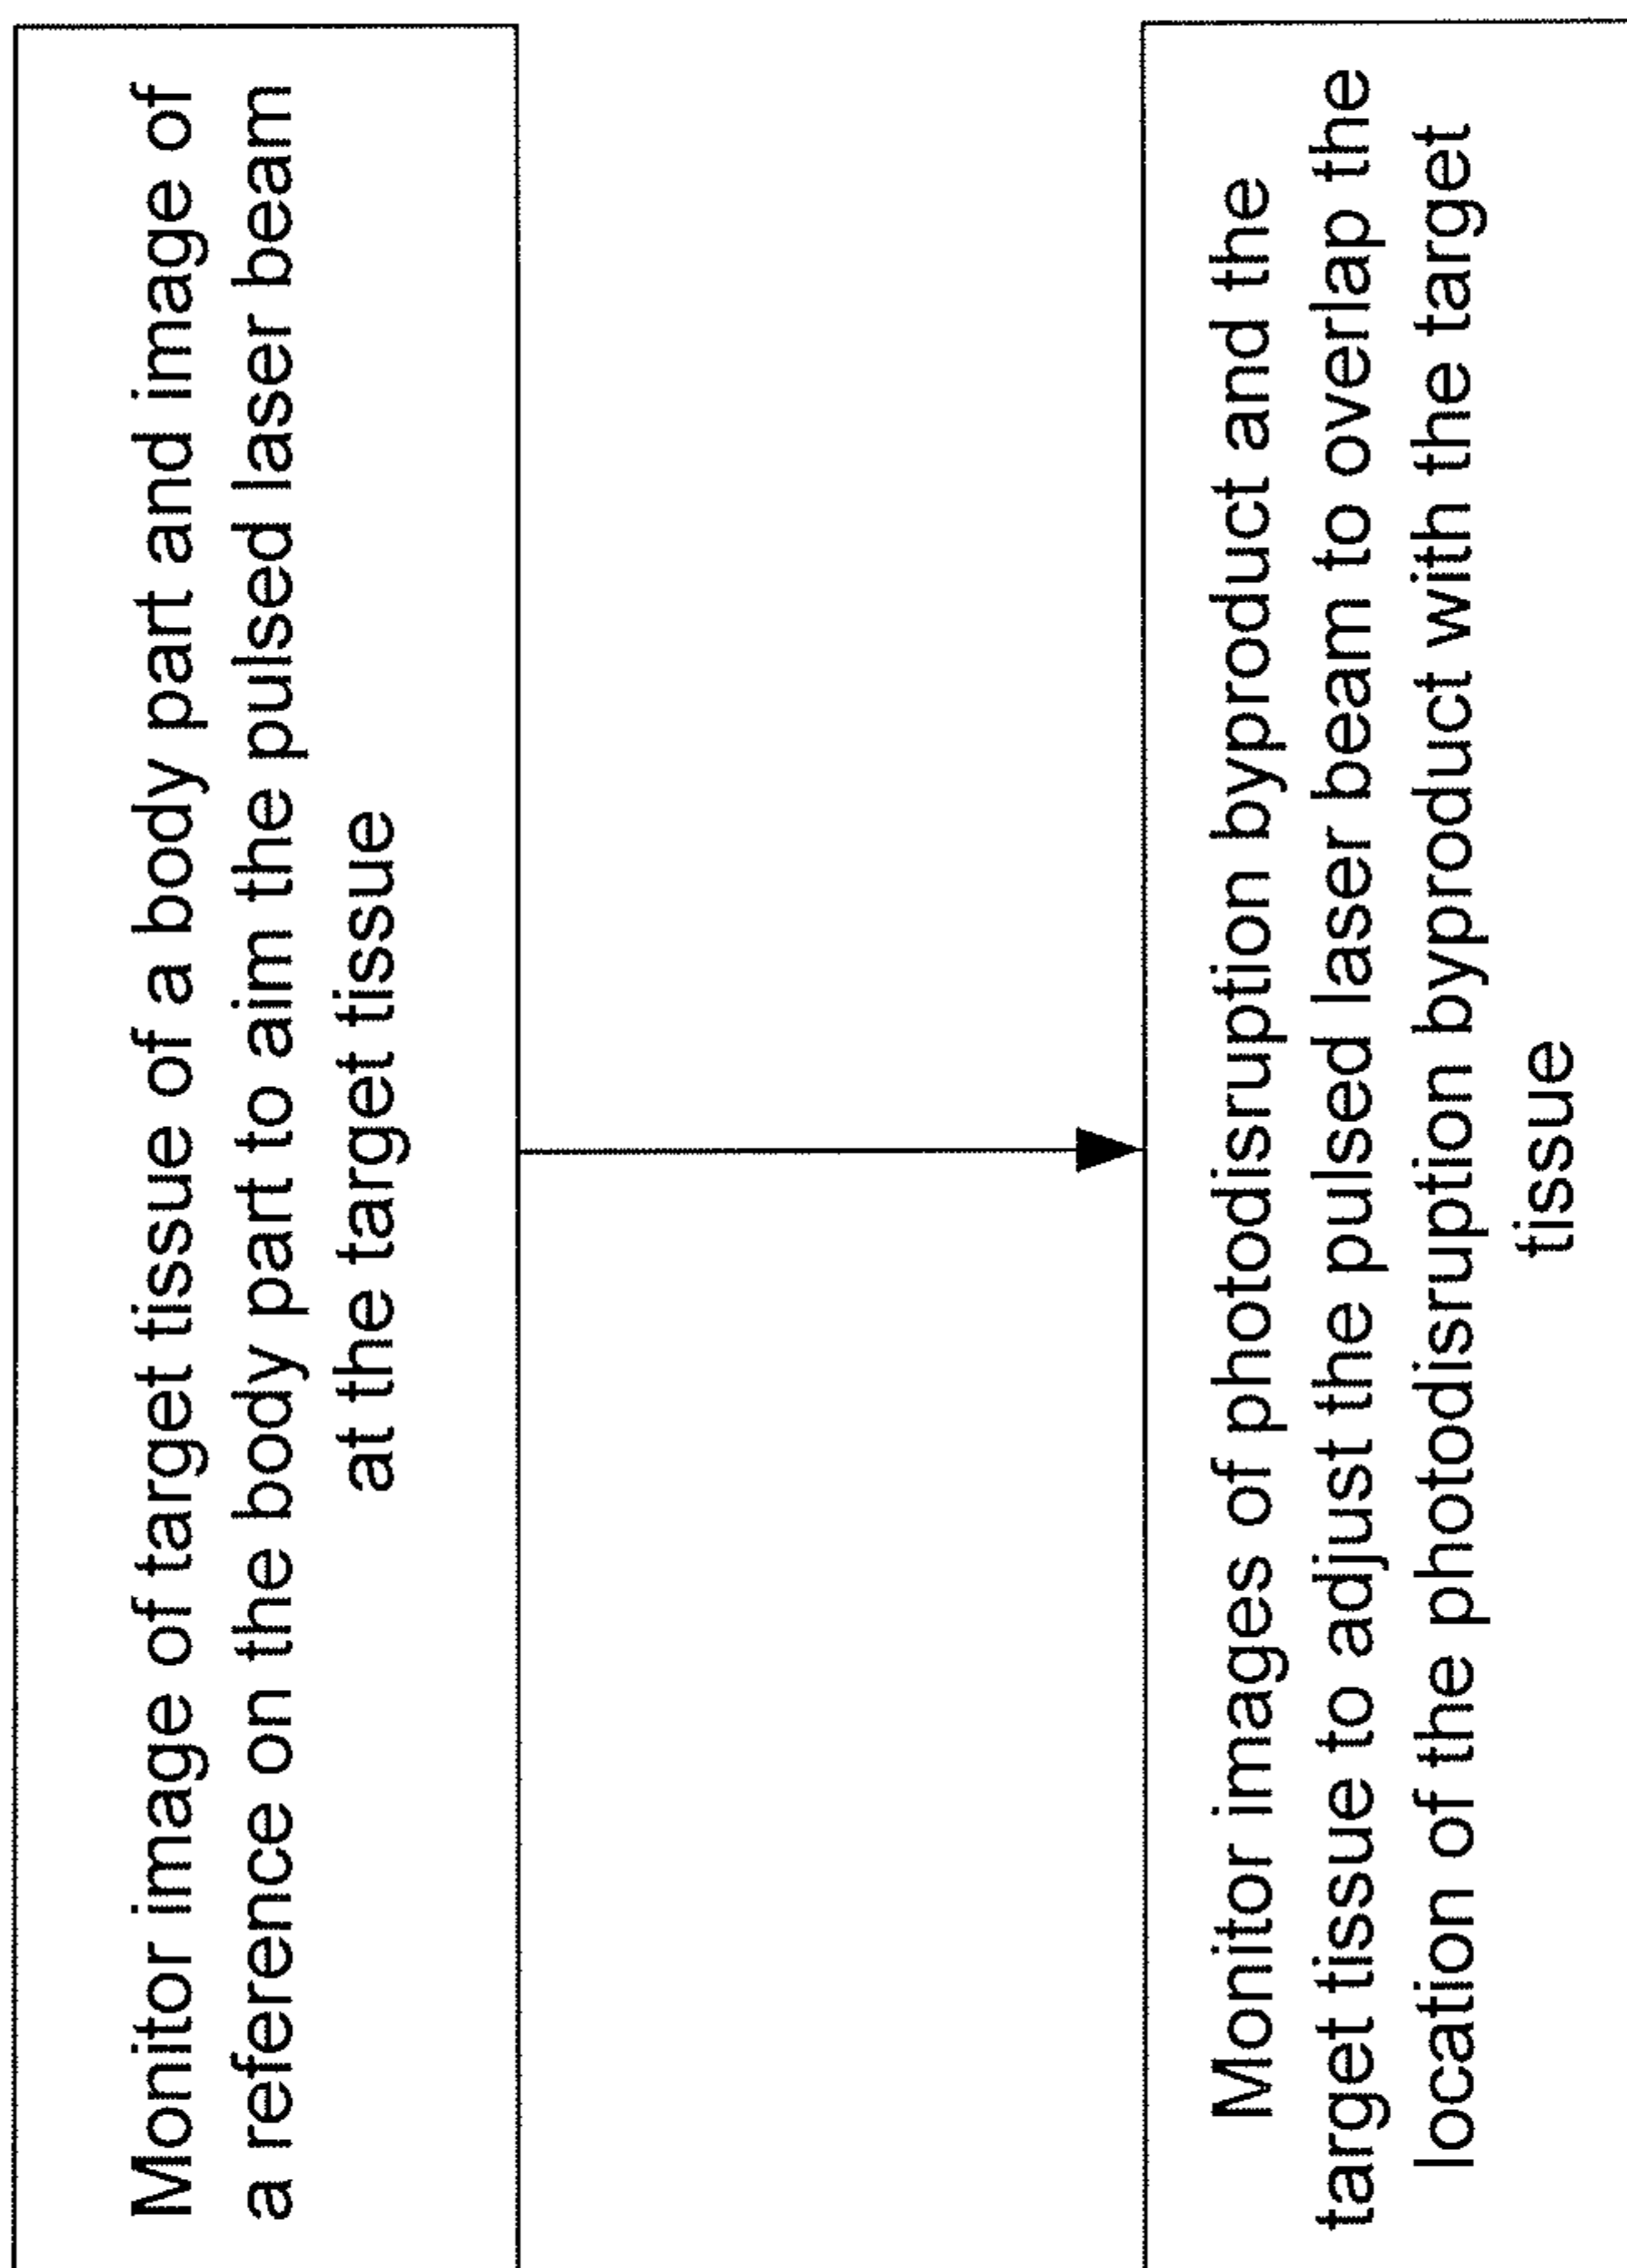 Monitor image of target tissue of a body part and image of
a reference on the body part to aim the pulsed laser beam
at the target tissue
Monitor images of photodisruption byproduct and the
target tissue to adjust the pulsed laser beam to overlap the
location of the photodisruption byproduct with the target
tissue